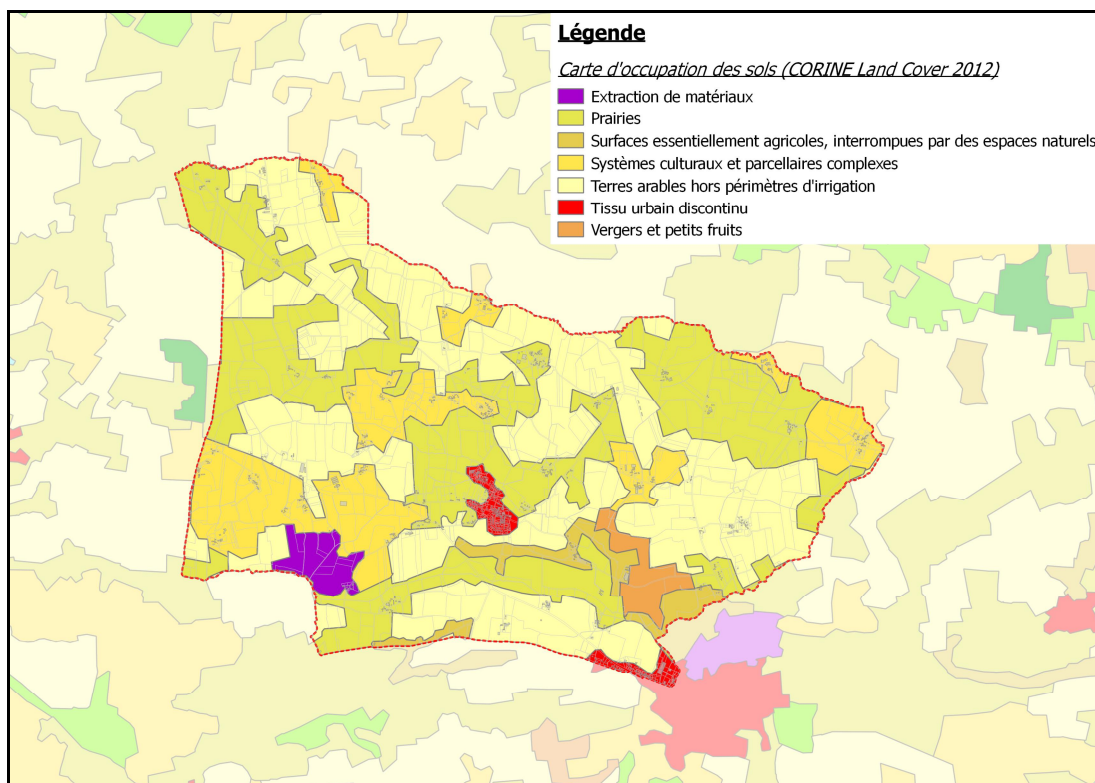 Légende
Carte d'occupation des sols (CORINE Land Cover 2012)
Extraction de matériaux
Prairies
Surfaces essentiellement agricoles, interrompues par des espaces naturels
Systèmes culturaux et parcellaires complexes
Terres arables hors périmètres d'irrigation
Tissu urbain discontinu
Vergers et petits fruits